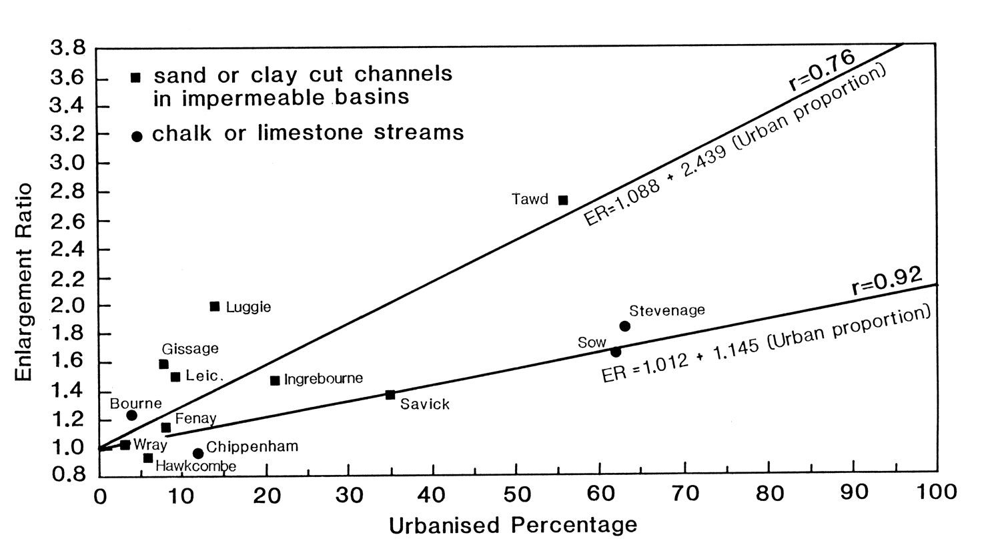 3.8
3.6
3.4
3.2
3.0
2.8
2.6
2.4
2.2
2.0
1.8
1.6
1.4
1.2
1.0
0.8
Enlargement Ratio
sand or clay cut channels
in impermeable basins
chalk or limestone streams
r=0.76
ER=1.088 + 2.439 (Urban proportion)
Tawd
r=0.92
ER =1.012 + 1.145 (Urban proportion)
Luggie
Stevenage
Sow
Gissage
Leic.
Ingrebourne
Savick
Bourne
Fenay
Wray
Chippenham
Hawkcombe
0 10 20 30 40 50 60 70 80 90 100
Urbanised Percentage